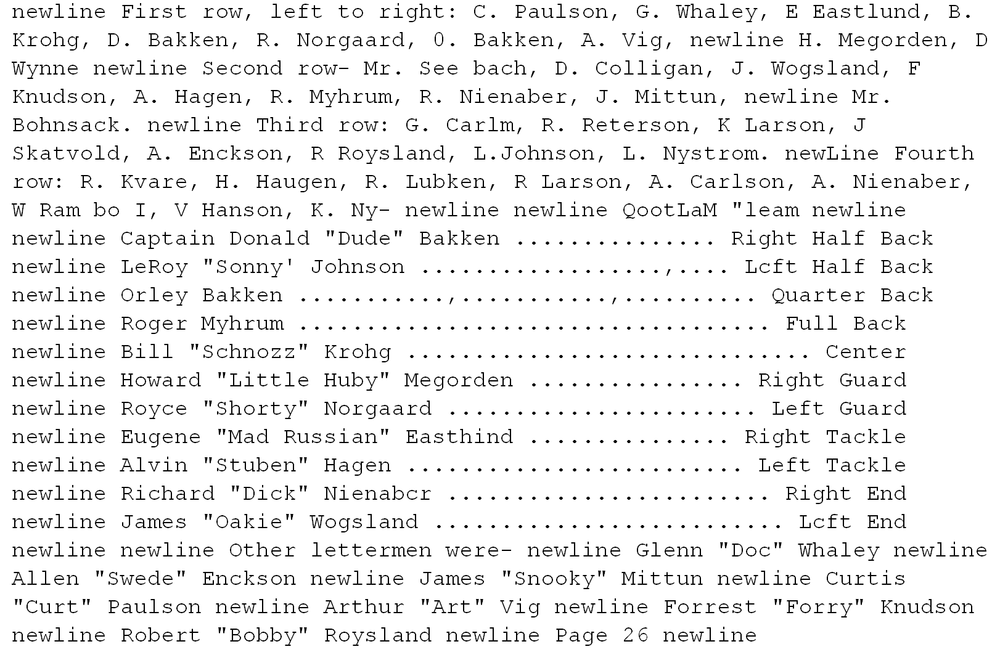 newline First row, left to right: C. Paulson, G. Whaley, E Eastlund, B.
Krohg, D. Bakken, R. Norgaard, 0. Bakken, A. Vig, newline H. Megorden, D
Wynne newline Second row- Mr. See bach, D. Colligan, J. Wogsland, F
Knudson, A. Hagen, R. Myhrum, R. Nienaber, J. Mittun, newline Mr.
Bohnsack. newline Third row: G. Carlm, R. Reterson, K Larson, J
Skatvold, A. Enckson, R Roysland, L.Johnson, L. Nystrom. newLine Fourth
row: R. Kvare, H. Haugen, R. Lubken, R Larson, A. Carlson, A. Nienaber,
W Ram bo I, V Hanson, K. Ny- newline newline QootLaM "leam newline
newline Captain Donald "Dude" Bakken ............... Right Half Back
newline LeRoy "Sonny' Johnson ..................,.... Lcft Half Back
newline Orley Bakken ...........,...........,.......... Quarter Back
newline Roger Myhrum ................................... Full Back
newline Bill "Schnozz" Krohg .............................. Center
newline Howard "Little Huby" Megorden ................ Right Guard
newline Royce "Shorty" Norgaard ....................... Left Guard
newline Eugene "Mad Russian" Easthind ............... Right Tackle
newline Alvin "Stuben" Hagen ......................... Left Tackle
newline Richard "Dick" Nienabcr ........................ Right End
newline James "Oakie" Wogsland .......................... Lcft End
newline newline Other lettermen were- newline Glenn "Doc" Whaley newline
Allen "Swede" Enckson newline James "Snooky" Mittun newline Curtis
"Curt" Paulson newline Arthur "Art" Vig newline Forrest "Forry" Knudson
newline Robert "Bobby" Roysland newline Page 26 newline